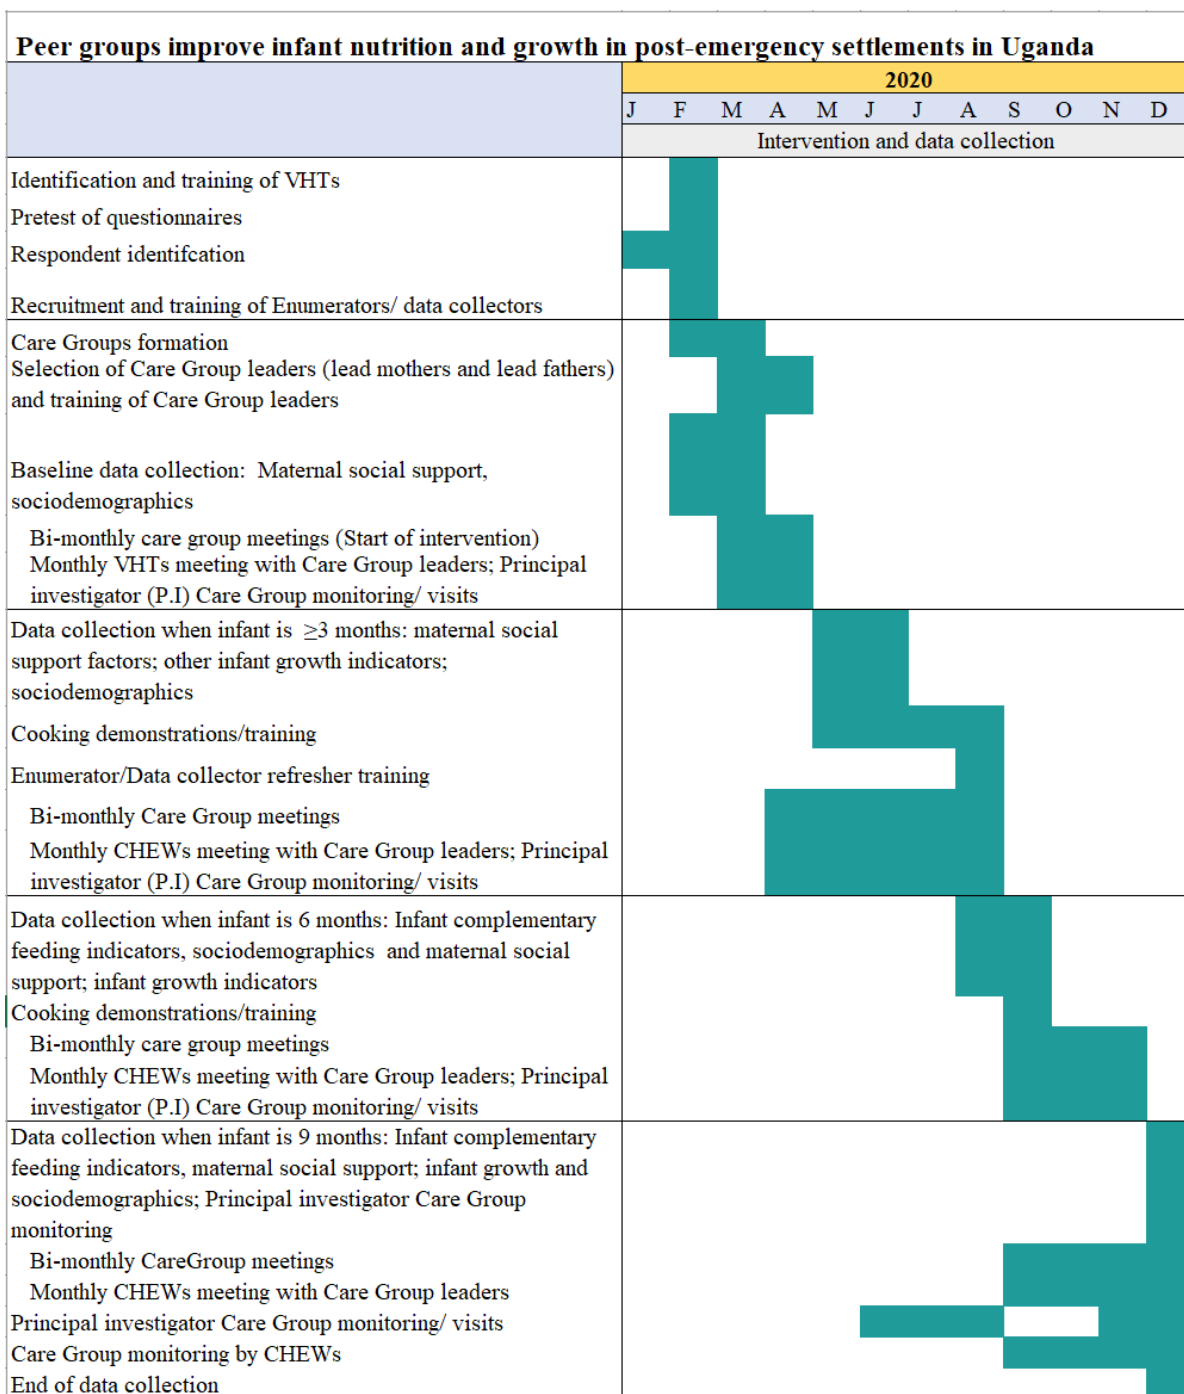 Peer groups improve infant nutrition and growth in post-emergency settlements in Uganda
2020
J F M A M J J A S O N D
Intervention and data collection
Identification and training of VHTs
Pretest of questionnaires
Respondent identifcation
Recruitment and training of Enumerators/ data collectors
Care Groups formation
Selection of Care Group leaders (lead mothers and lead fathers)
and training of Care Group leaders
Baseline data collection:  Maternal social support,
sociodemographics
Bi-monthly care group meetings (Start of intervention)
Monthly VHTs meeting with Care Group leaders; Principal
investigator (P.I) Care Group monitoring/ visits
Data collection when infant is  ≥3 months: maternal social
support factors; other infant growth indicators;
sociodemographics
Cooking demonstrations/training
Enumerator/Data collector refresher training
Bi-monthly Care Group meetings
Monthly CHEWs meeting with Care Group leaders; Principal
investigator (P.I) Care Group monitoring/ visits
Data collection when infant is 6 months: Infant complementary
feeding indicators, sociodemographics  and maternal social
support; infant growth indicators
Cooking demonstrations/training
Bi-monthly care group meetings
Monthly CHEWs meeting with Care Group leaders; Principal
investigator (P.I) Care Group monitoring/ visits
Data collection when infant is 9 months: Infant complementary
feeding indicators, maternal social support; infant growth and
sociodemographics; Principal investigator Care Group
monitoring
Bi-monthly CareGroup meetings
Monthly CHEWs meeting with Care Group leaders
Principal investigator Care Group monitoring/ visits
Care Group monitoring by CHEWs
End of data collection